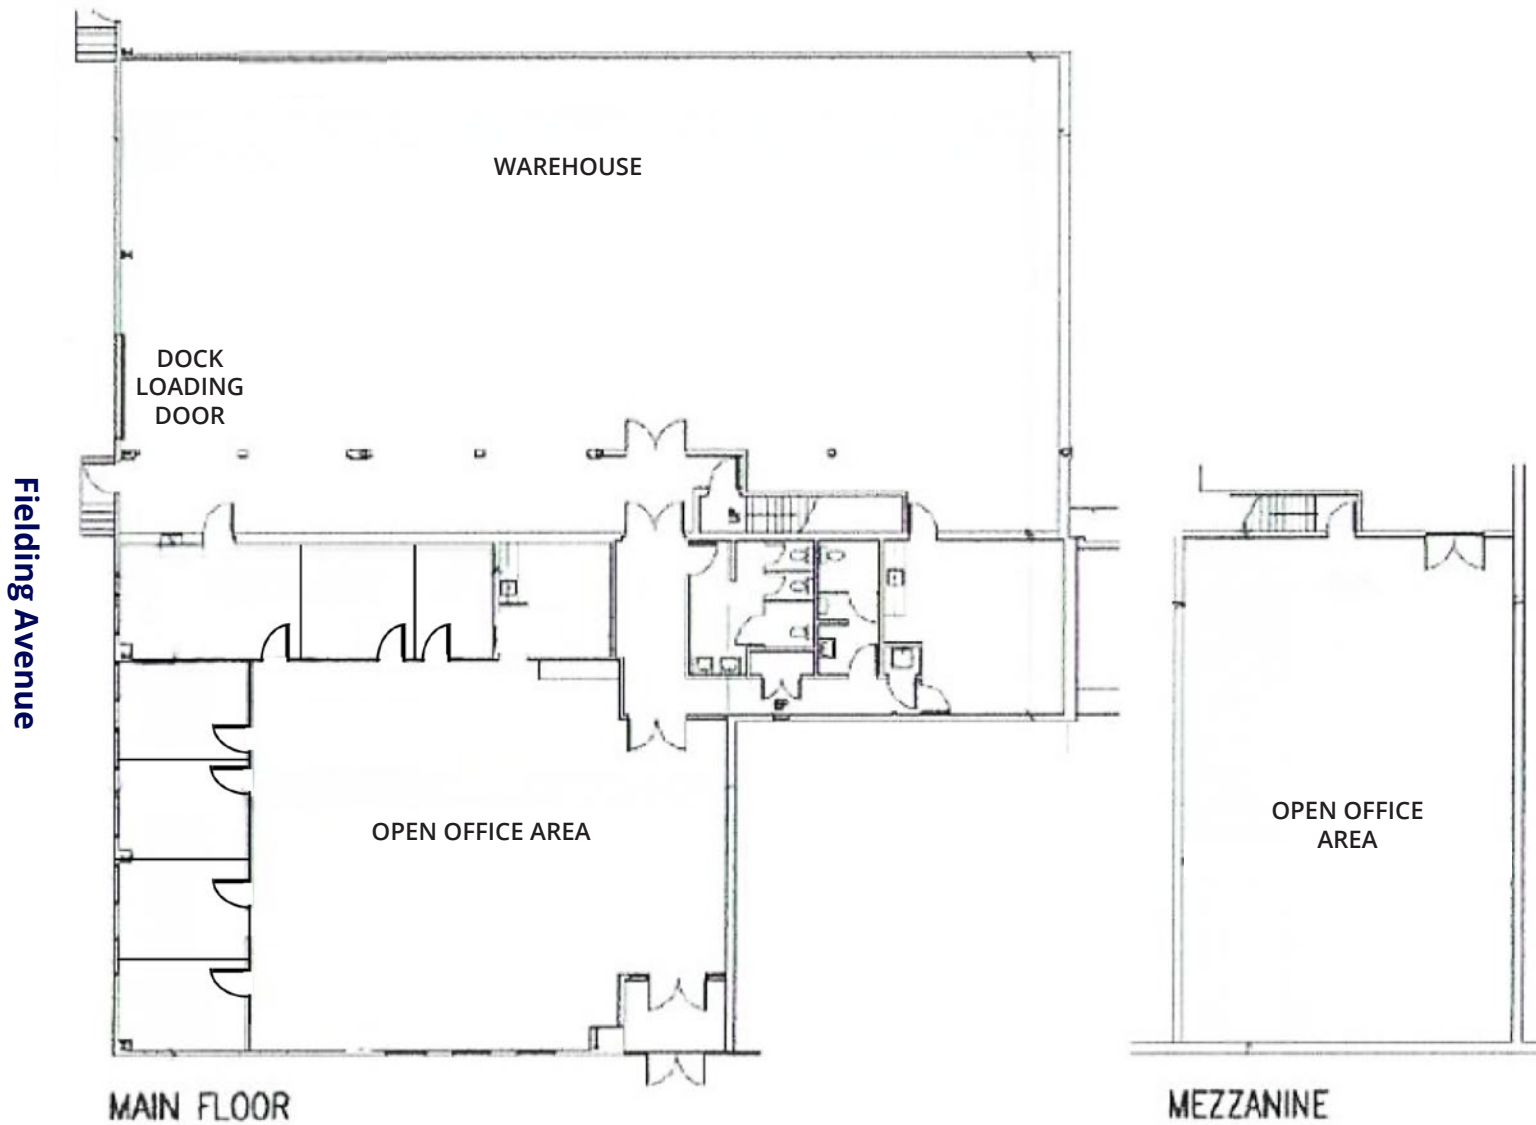 WAREHOUSE
DOCK
LOADING
DOOR
Fielding Avenue
OPEN OFFICE AREA
OPEN OFFICE
AREA
MAIN FLOOR
MEZZANINE